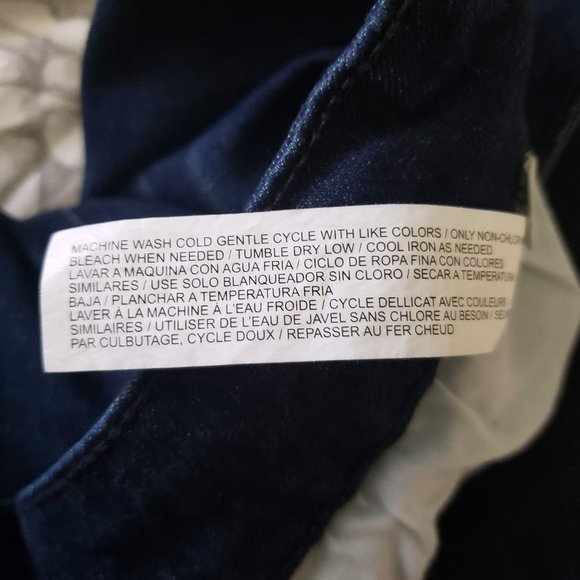 MACHINE WASH COLD GENTLE CYCLE WITH LIKE COLORS / ONLY
BLEACH WHEN NEEDED / TUMBLE DRY LOW / COOL IRON AS NEEDED
LAVAR A MAQUINA CON AGUA FRIA / CICLO DE ROPA FINA CON COLORES
SIMILARES / USE SOLO BLANQUEADOR SIN CLORO / SECAR A TEMPERATURA
BAJA / PLANCHAR A TEMPERATURA FRIA
LAVER À LA MACHINE À L'EAU FROIDE / CYCLE DELLICAT AVEC COULEURS
SIMILAIRES / UTILISER DE L'EAU DE JAVEL SANS CHLORE AU BESOIN /
PAR CULBUTAGE, CYCLE DOUX / REPASSER AU FER CHEUD